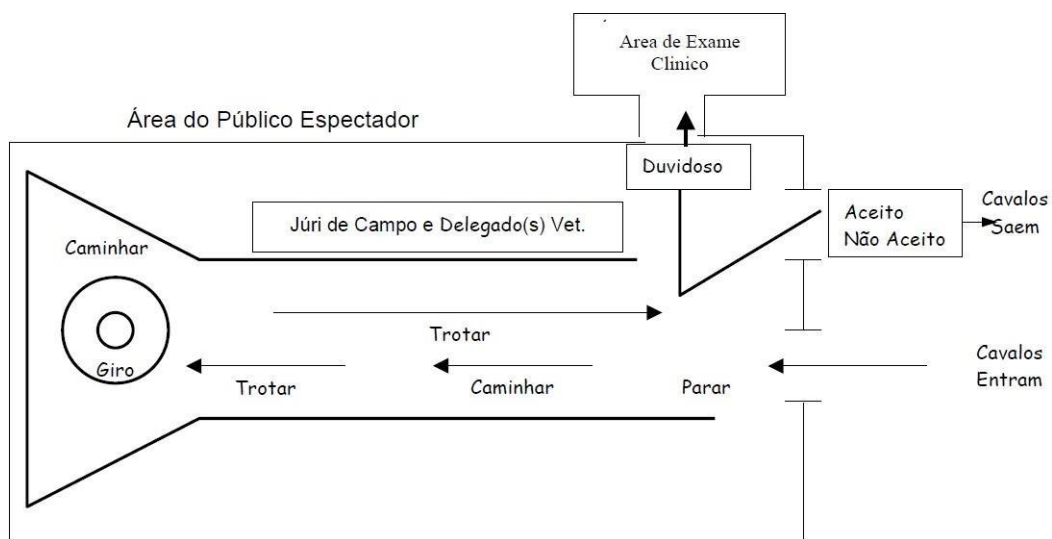 Area de Exame
Clinico
Área do Público Espectador
Duvidoso
Júri de Campo e Delegado(s) Vet.
Aceito
Não Aceito
Cavalos
Saem
Caminhar
Giro
Trotar
Trotar
Caminhar
Parar
Cavalos
Entram